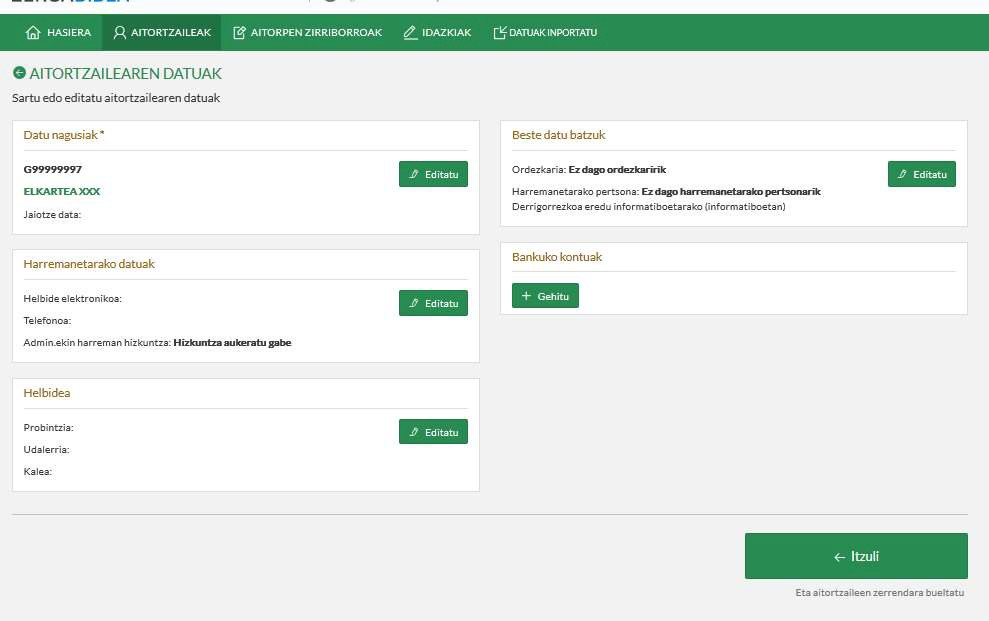 HASIERA
AITORTZAILEAK
AITORPEN ZIRRIBORROAK
IDAZKIAK
DATUAK INPORTATU
AITORTZAILEAREN DATUAK
Sartu edo editatu aitortzailearen datuak
Datu nagusiak *
G99999997
Editatu
ELKARTEA XXX
Jaiotze data:
Harremanetarako datuak
Helbide elektronikoa:
Editatu
Telefonoa:
Admin.ekin harreman hizkuntza: Hizkuntza aukeratu gabe
Helbidea
Probintzia:
Editatu
Udalerria:
Kalea:
Beste datu batzuk
Ordezkaria: Ez dago ordezkaririk
Editatu
Harremanetarako pertsona: Ez dago harremanetarako pertsonarik
Derrigorrezkoa eredu informatiboetarako (informatiboetan)
Bankuko kontuak
+ Gehitu
← Itzuli
Eta aitortzaileen zerrendara bueltatu